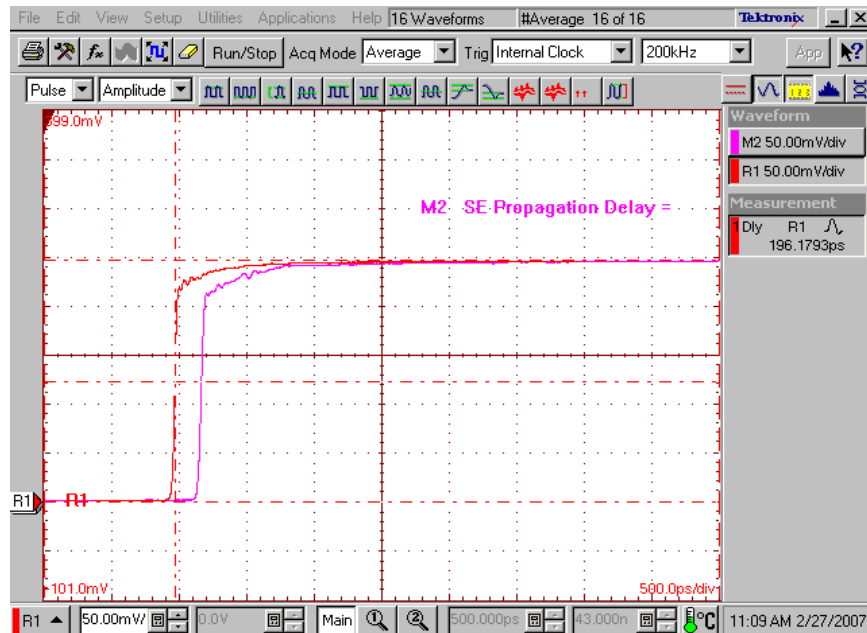 File Edit View Setup Utilities Applications Help 16 Waveforms #Average 16 of 16 Tektronix
Run/Stop Acq Mode Average Trig Internal Clock 200kHz App
Pulse Amplitude
Waveform
M2 50.00mV/div
R1 50.00mV/div
Measurement
1 Dly R1
196.1793ps
399.0mV
M2 SE Propagation Delay =
R1 R1
-101.0mV 500.0ps/div
R1 50.00mV/ 0.0V Main 1 2 500.000ps 43.000n °C 11:09 AM 2/27/2007